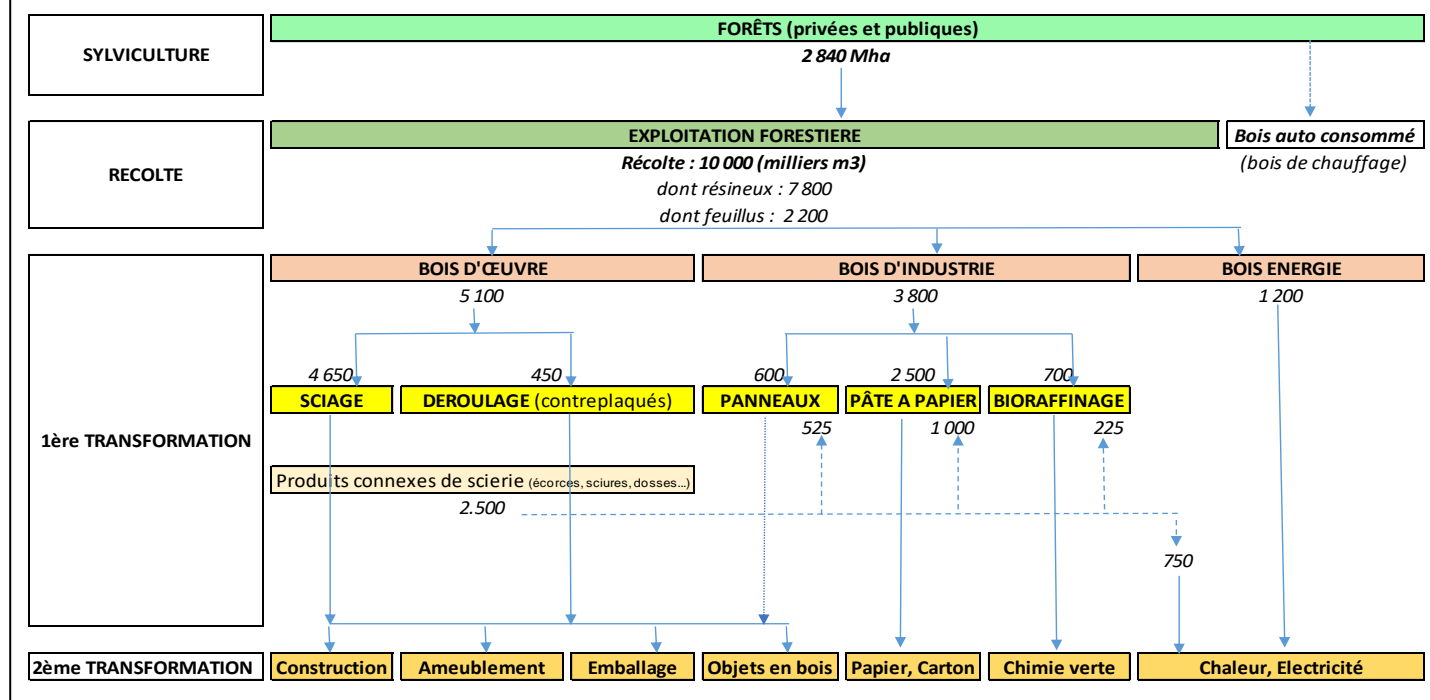 FORÊTS (privées et publiques)
SYLVICULTURE
2 840 Mha
EXPLOITATION FORESTIERE
Bois auto consommé
Récolte : 10 000 (milliers m3)
(bois de chauffage)
RECOLTE
dont résineux : 7 800
dont feuillus : 2 200
BOIS D'ŒUVRE
BOIS D'INDUSTRIE
BOIS ENERGIE
5 100
3 800
1 200
4 650
450
600
2 500
700
SCIAGE
DEROULAGE (contreplaqués)
PANNEAUX
PÂTE A PAPIER
BIORAFFINAGE
525
1 000
225
1ère TRANSFORMATION
Produits connexes de scierie (écorces, sciures, dosses...)
2.500
750
2ème TRANSFORMATION
Construction
Ameublement
Emballage
Objets en bois
Papier, Carton
Chimie verte
Chaleur, Electricité